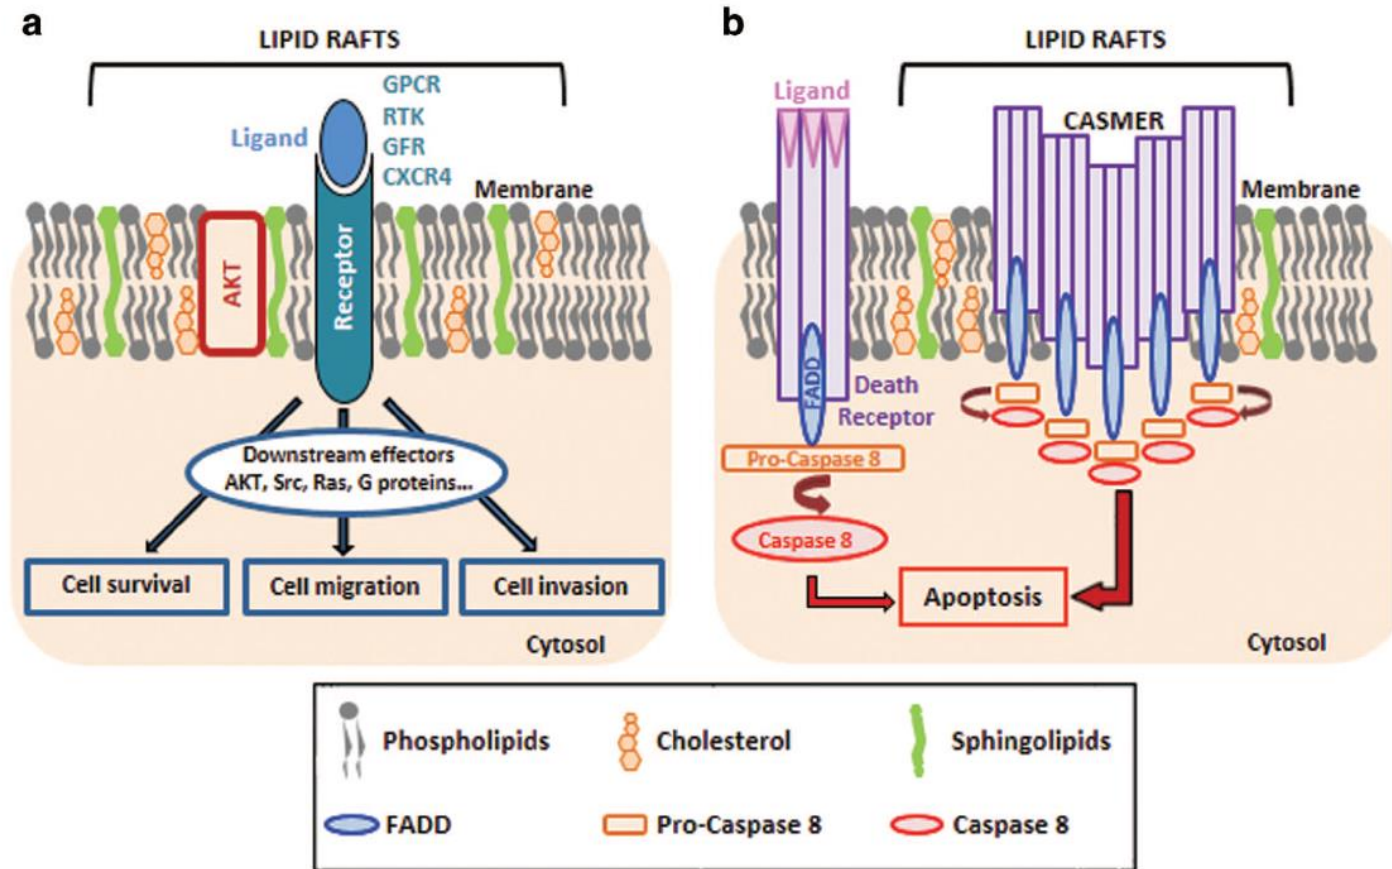 a
LIPID RAFTS
Ligand
GPCR
RTK
GFR
CXCR4
Membrane
AKT
Receptor
Downstream effectors
AKT, Src, Ras, G proteins...
Cell survival
Cell migration
Cell invasion
Cytosol
b
LIPID RAFTS
Ligand
CASMER
Membrane
FADD
Death
Receptor
Pro-Caspase 8
Caspase 8
Apoptosis
Cytosol
Phospholipids
Cholesterol
Sphingolipids
FADD
Pro-Caspase 8
Caspase 8